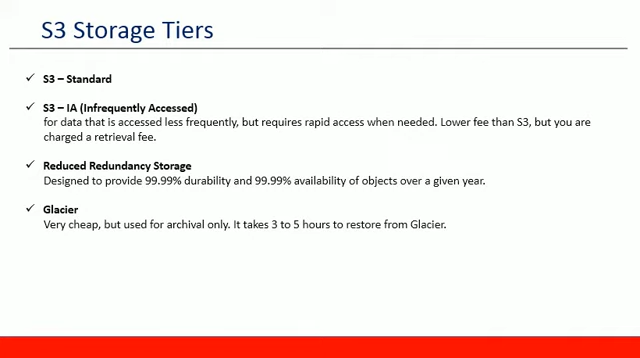 S3 Storage Tiers
✓ S3 – Standard
✓ S3 – IA (Infrequently Accessed)
for data that is accessed less frequently, but requires rapid access when needed. Lower fee than S3, but you are
charged a retrieval fee.
✓ Reduced Redundancy Storage
Designed to provide 99.99% durability and 99.99% availability of objects over a given year.
✓ Glacier
Very cheap, but used for archival only. It takes 3 to 5 hours to restore from Glacier.